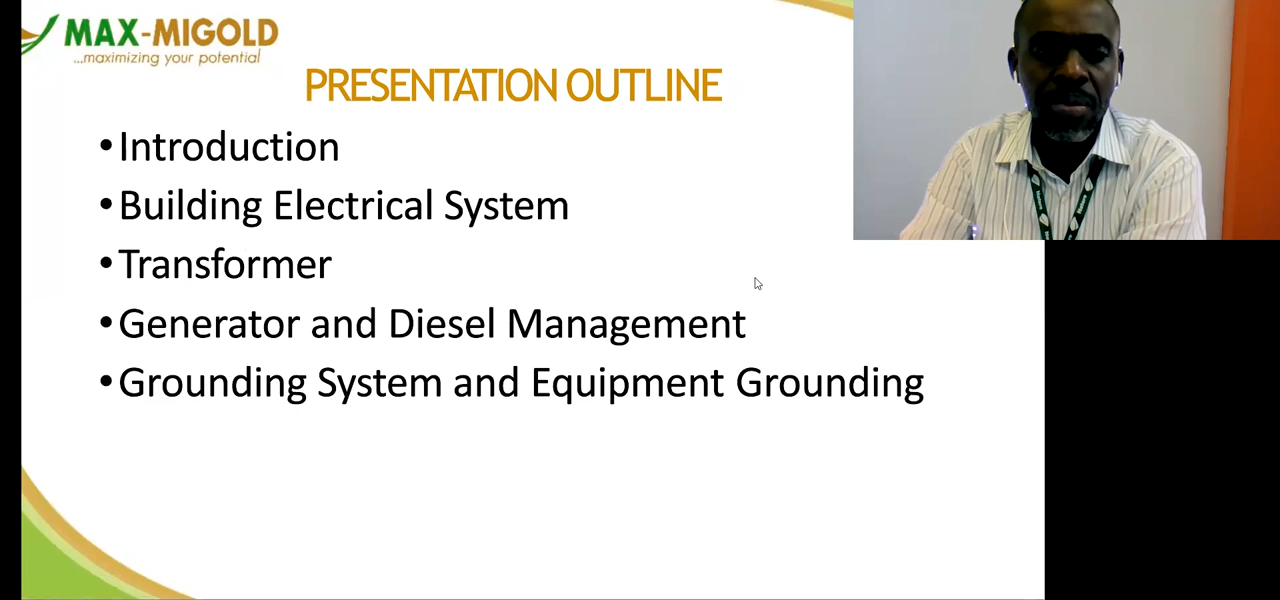 MAX-MIGOLD
...maximizing your potential
PRESENTATION OUTLINE
•Introduction
•Building Electrical System
•Transformer
•Generator and Diesel Management
•Grounding System and Equipment Grounding